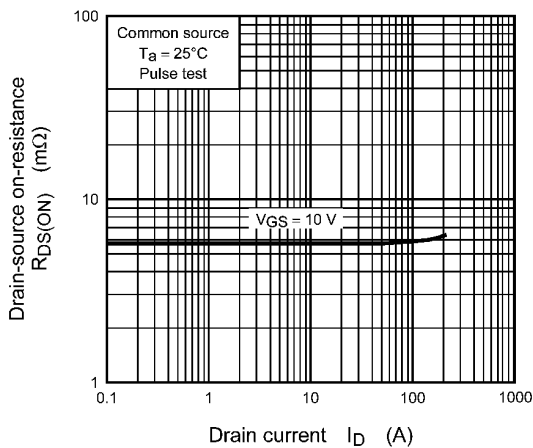 100
Common source
Ta = 25°C
Pulse test
Drain-source on-resistance
RDS(ON) (mΩ)
10
VGS = 10 V
1
0.1 1 10 100 1000
Drain current ID (A)